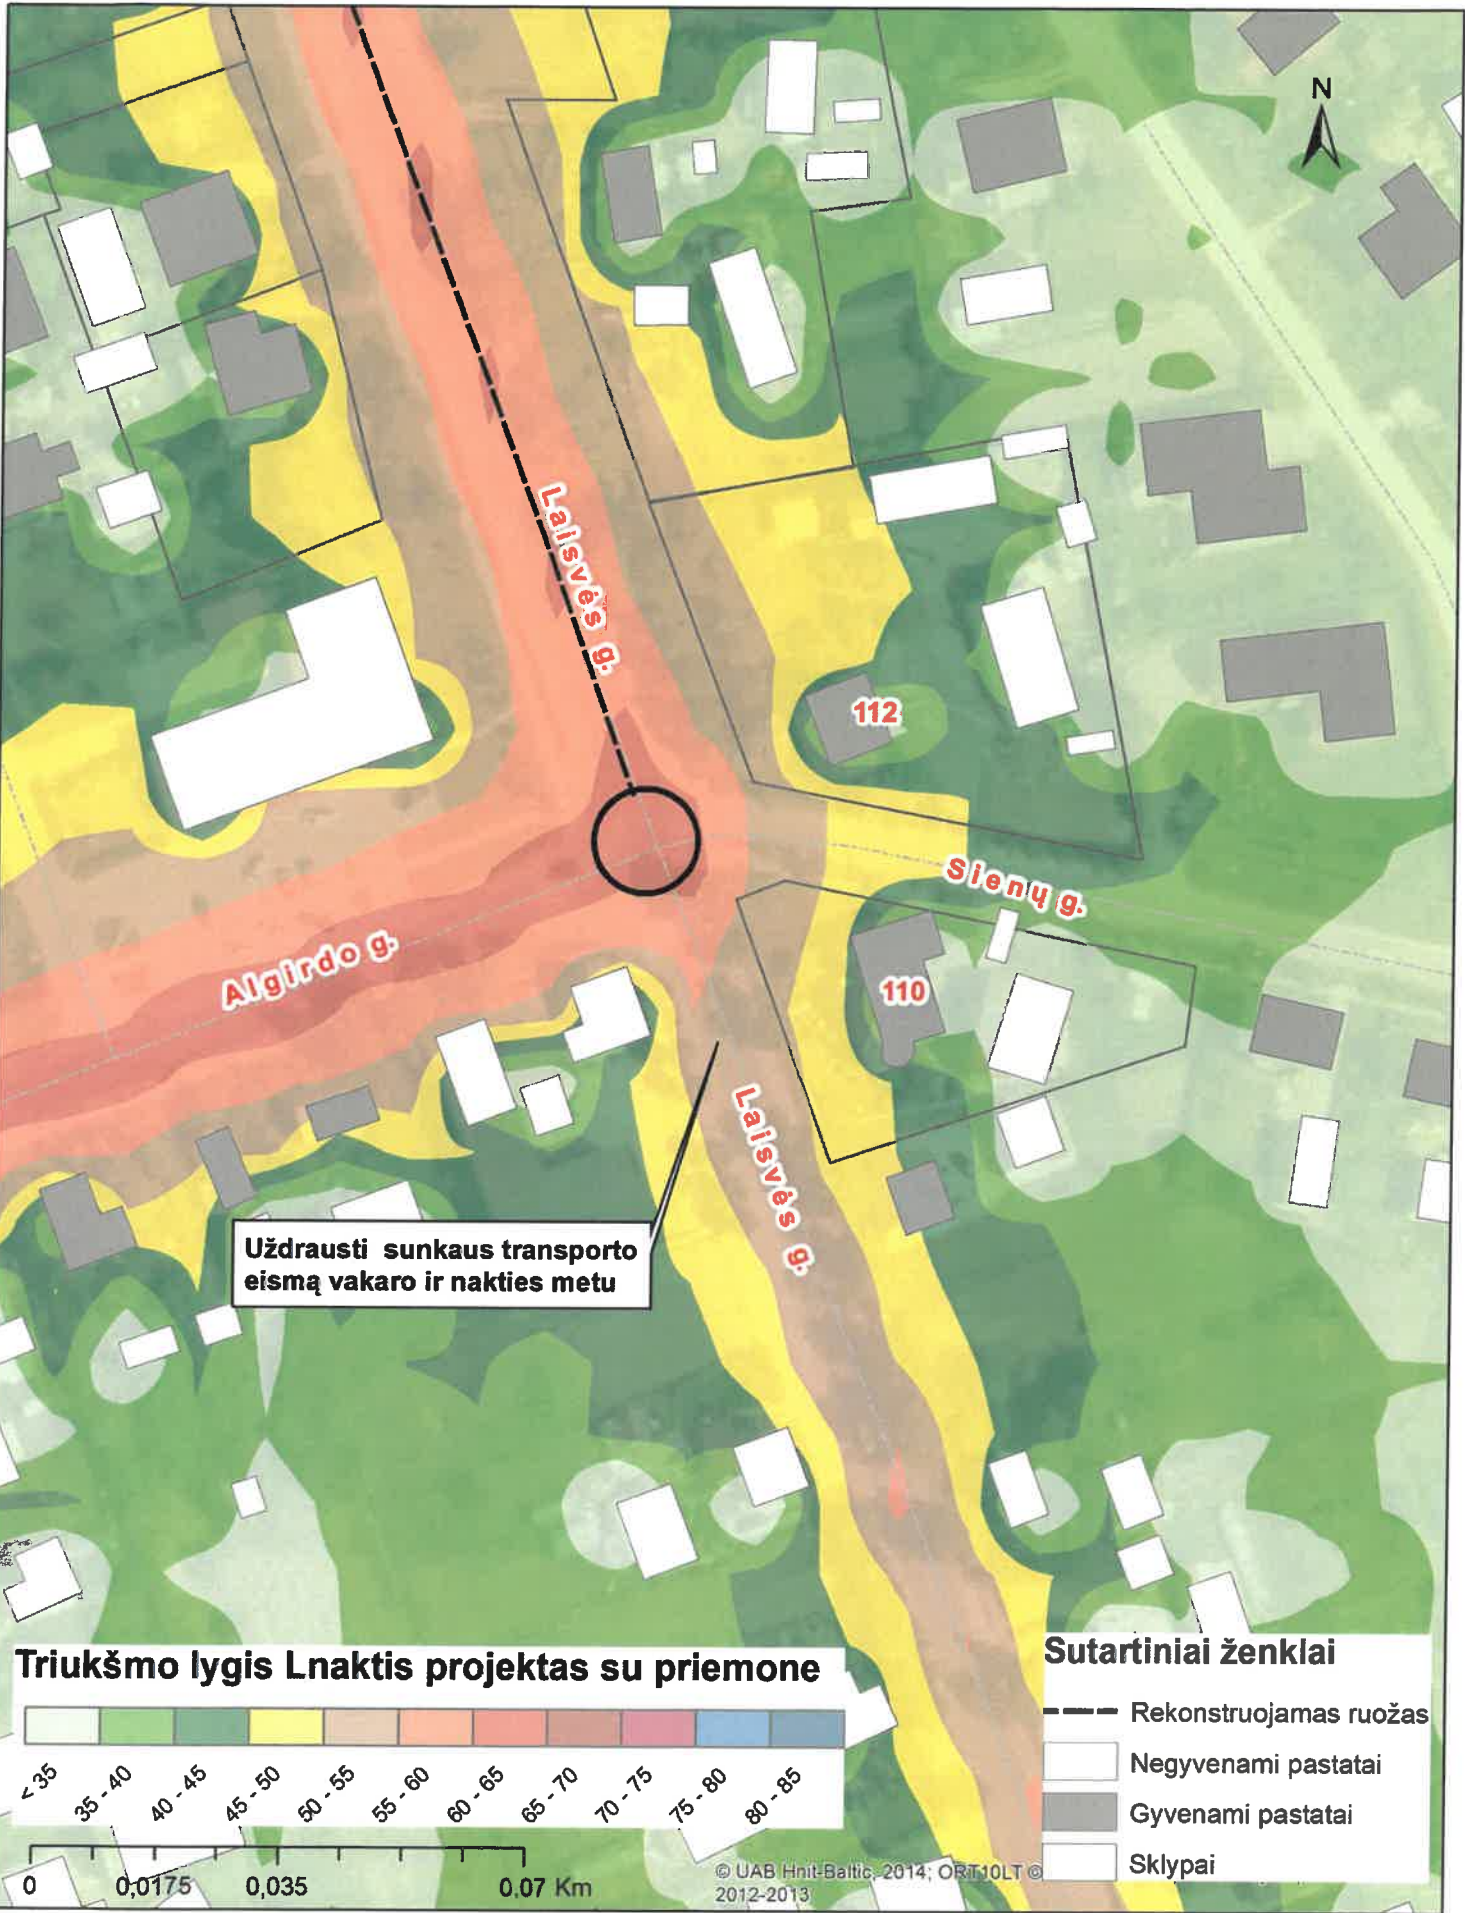 N
Laisvės g.
112
Sienų g.
Algirdo g.
110
Laisvės g.
Uždrausti sunkaus transporto
eismą vakaro ir nakties metu
Triukšmo lygis Lnaktis projektas su priemone
< 35
35 - 40
40 - 45
45 - 50
50 - 55
55 - 60
60 - 65
65 - 70
70 - 75
75 - 80
80 - 85
0 0,0175 0,035 0,07 Km
Sutartiniai ženklai
Rekonstruojamas ruožas
Negyvenami pastatai
Gyvenami pastatai
Sklypai
© UAB Hnit-Baltic, 2014; ORT10LT ©
2012-2013